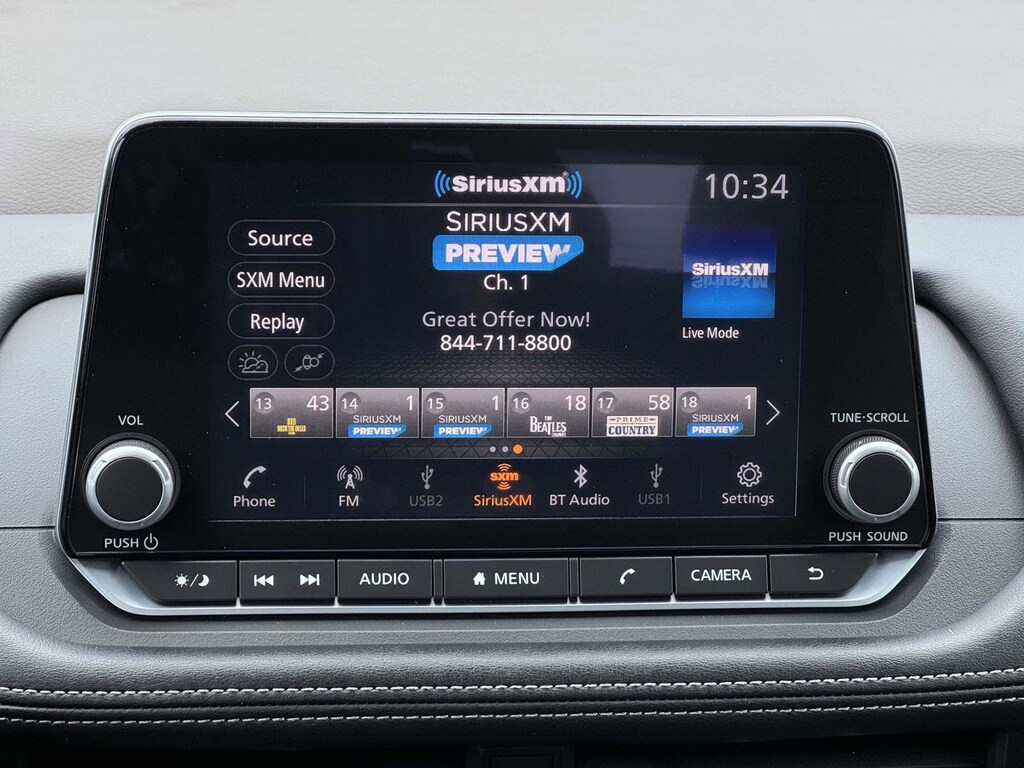 SiriusXM
10:34
SIRIUSXM
PREVIEW
Ch. 1
Source
SXM Menu
Replay
Great Offer Now!
844-711-8800
SiriusXM
Live Mode
13 43
14 1
SIRIUSXM
PREVIEW
15 1
SIRIUSXM
PREVIEW
16 18
THE
BEATLES
CHANNEL
17 58
PRIME
COUNTRY
18 1
SIRIUSXM
PREVIEW
VOL
TUNE·SCROLL
Phone
FM
USB2
sxm
SiriusXM
BT Audio
USB1
Settings
PUSH
PUSH SOUND
AUDIO
MENU
CAMERA